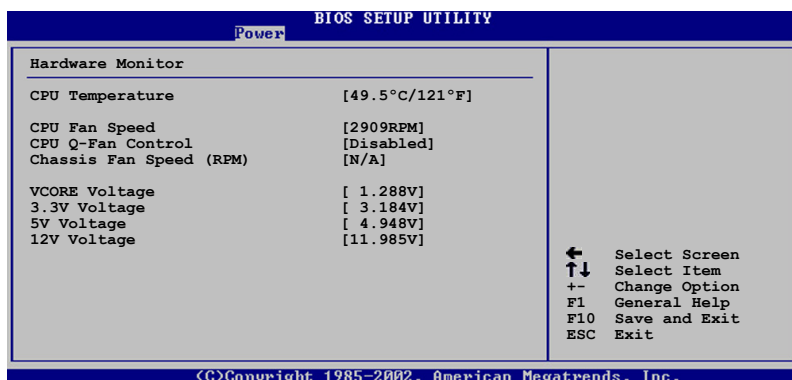 BIOS SETUP UTILITY
Power
Hardware Monitor
CPU Temperature [49.5°C/121°F]
CPU Fan Speed [2909RPM]
CPU Q-Fan Control [Disabled]
Chassis Fan Speed (RPM) [N/A]
VCORE Voltage [ 1.288V]
3.3V Voltage [ 3.184V]
5V Voltage [ 4.948V]
12V Voltage [11.985V]
← Select Screen
↑↓ Select Item
+- Change Option
F1 General Help
F10 Save and Exit
ESC Exit
(C)Copyright 1985-2002, American Megatrends, Inc.